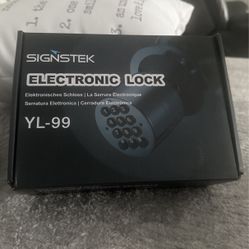 SIGNSTEK
ELECTRONIC LOCK
Elektronisches Schloss | La Serrure Electronique
Serratura Elettronica | Cerradura Electrónica
YL-99